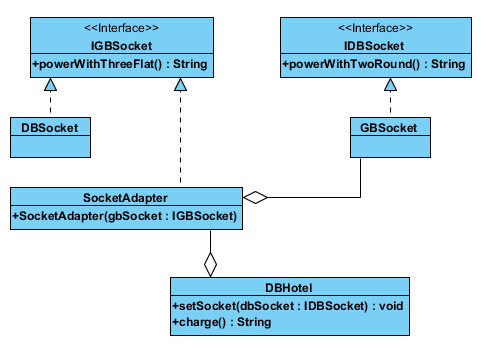 <<Interface>>
IGBSocket
+powerWithThreeFlat() : String
<<Interface>>
IDBSocket
+powerWithTwoRound() : String
DBSocket
GBSocket
SocketAdapter
+SocketAdapter(gbSocket : IGBSocket)
DBHotel
+setSocket(dbSocket : IDBSocket) : void
+charge() : String